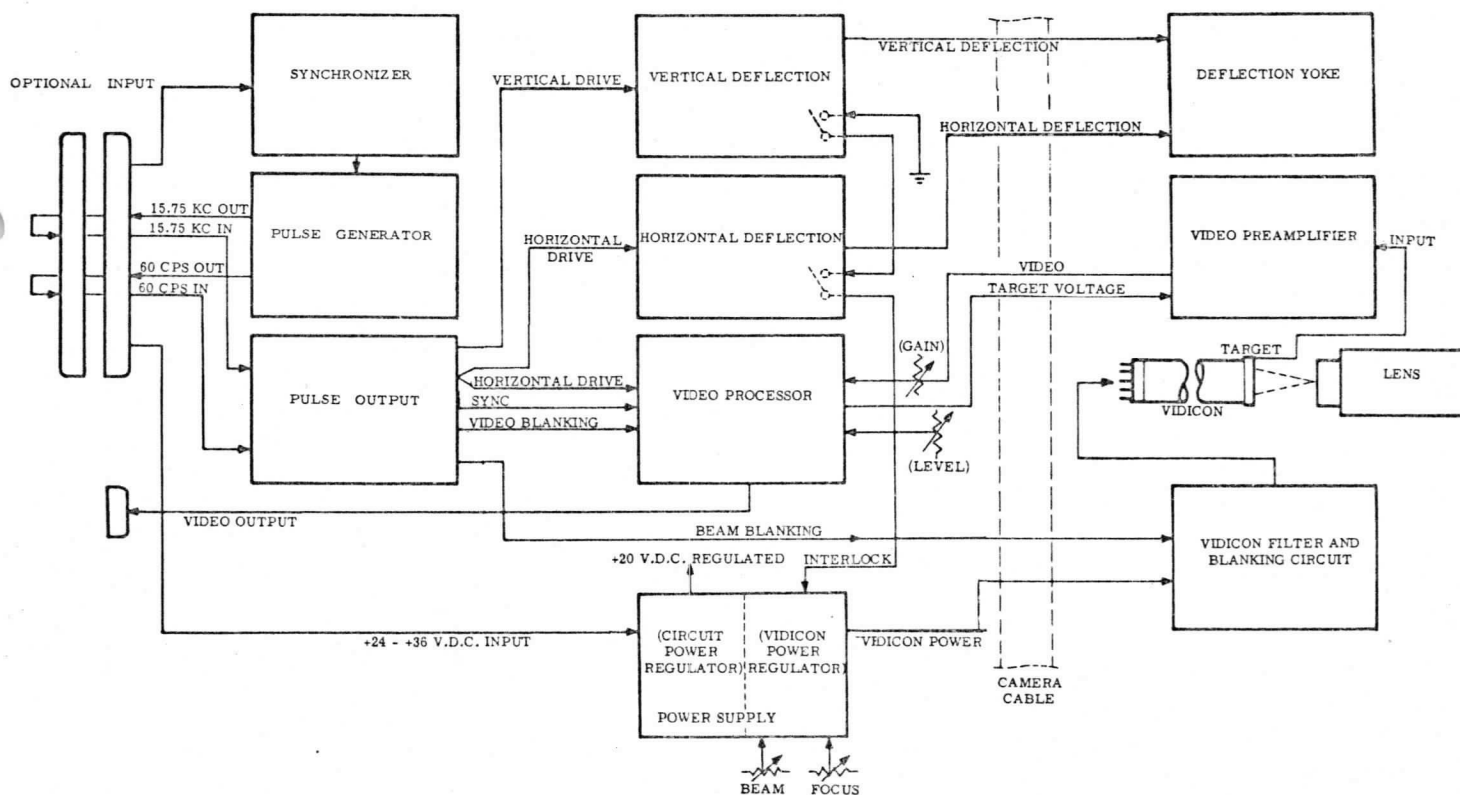 OPTIONAL INPUT
SYNCHRONIZER
VERTICAL DRIVE
VERTICAL DEFLECTION
VERTICAL DEFLECTION
DEFLECTION YOKE
HORIZONTAL DEFLECTION
15.75 KC OUT
15.75 KC IN
60 CPS OUT
60 CPS IN
PULSE GENERATOR
HORIZONTAL
DRIVE
HORIZONTAL DEFLECTION
VIDEO
TARGET VOLTAGE
VIDEO PREAMPLIFIER
INPUT
PULSE OUTPUT
HORIZONTAL DRIVE
SYNC
VIDEO BLANKING
VIDEO PROCESSOR
(GAIN)
(LEVEL)
TARGET
VIDICON
LENS
VIDEO OUTPUT
BEAM BLANKING
+20 V.D.C. REGULATED
INTERLOCK
VIDICON FILTER AND
BLANKING CIRCUIT
+24 - +36 V.D.C. INPUT
(CIRCUIT
POWER
REGULATOR)
(VIDICON
POWER
REGULATOR)
POWER SUPPLY
VIDICON POWER
CAMERA
CABLE
BEAM
FOCUS